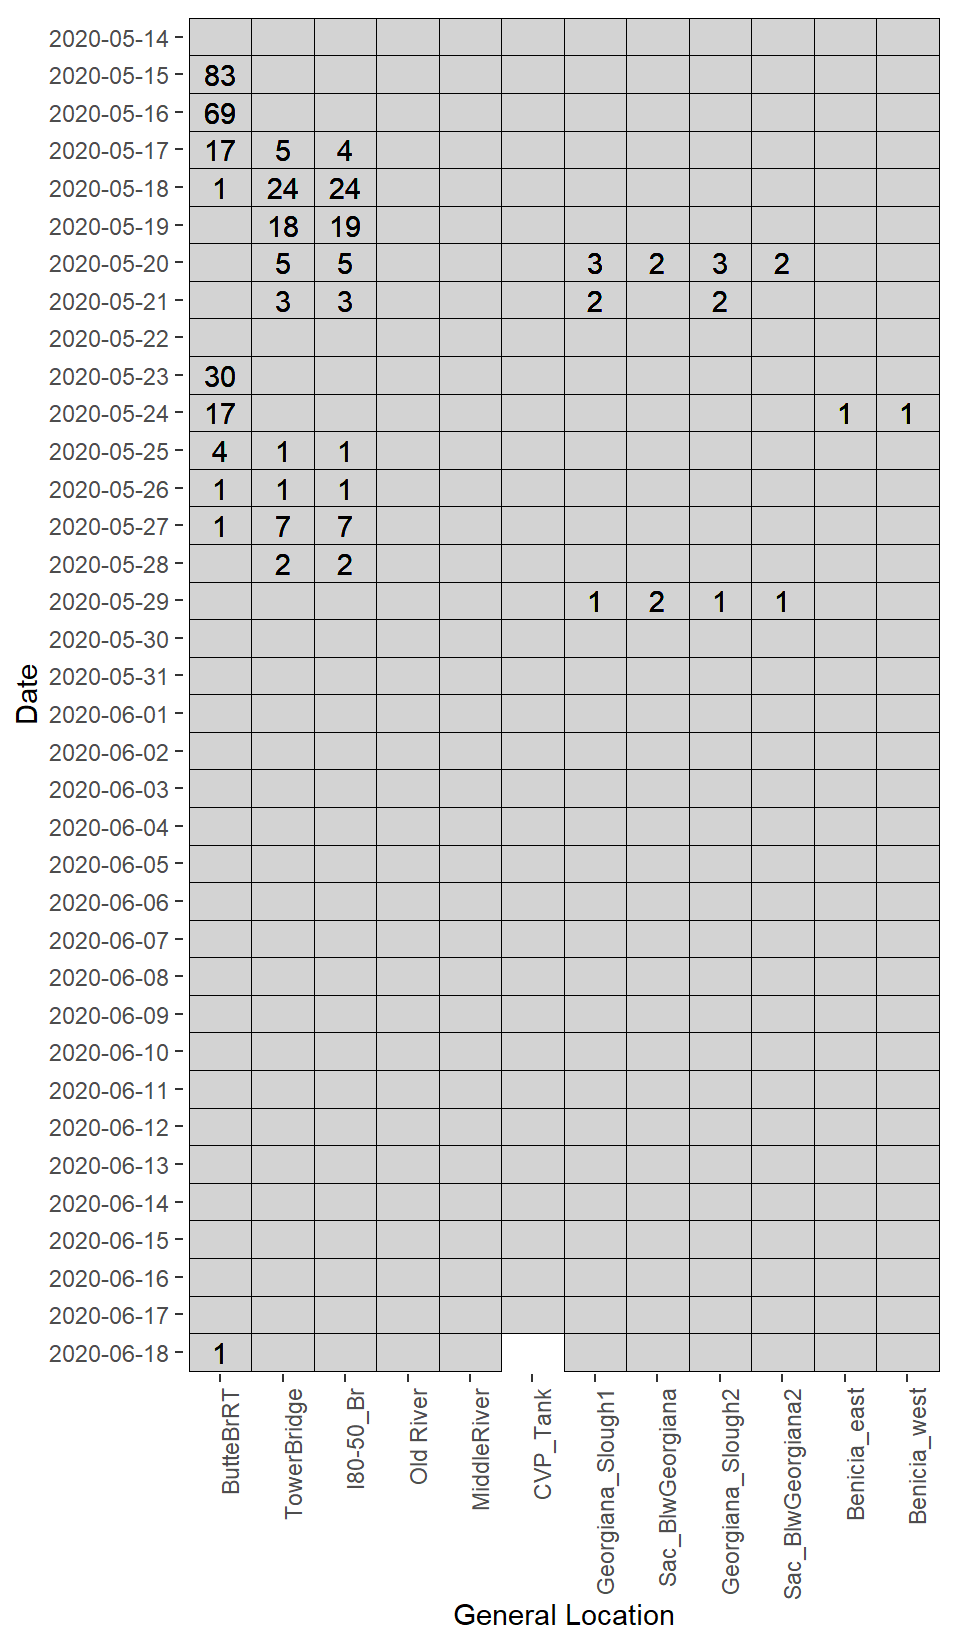 2020-05-14
2020-05-15 83
2020-05-16 69
2020-05-17 17 5 4
2020-05-18 1 24 24
2020-05-19 18 19
2020-05-20 5 5 3 2 3 2
2020-05-21 3 3 2 2
2020-05-22
2020-05-23 30
2020-05-24 17 1 1
2020-05-25 4 1 1
2020-05-26 1 1 1
2020-05-27 1 7 7
2020-05-28 2 2
2020-05-29 1 2 1 1
2020-05-30
2020-05-31
2020-06-01
2020-06-02
2020-06-03
2020-06-04
2020-06-05
2020-06-06
2020-06-07
2020-06-08
2020-06-09
2020-06-10
2020-06-11
2020-06-12
2020-06-13
2020-06-14
2020-06-15
2020-06-16
2020-06-17
2020-06-18 1
Date
ButteBrRT
TowerBridge
I80-50_Br
Old River
MiddleRiver
CVP_Tank
Georgiana_Slough1
Sac_BlwGeorgiana
Georgiana_Slough2
Sac_BlwGeorgiana2
Benicia_east
Benicia_west
General Location